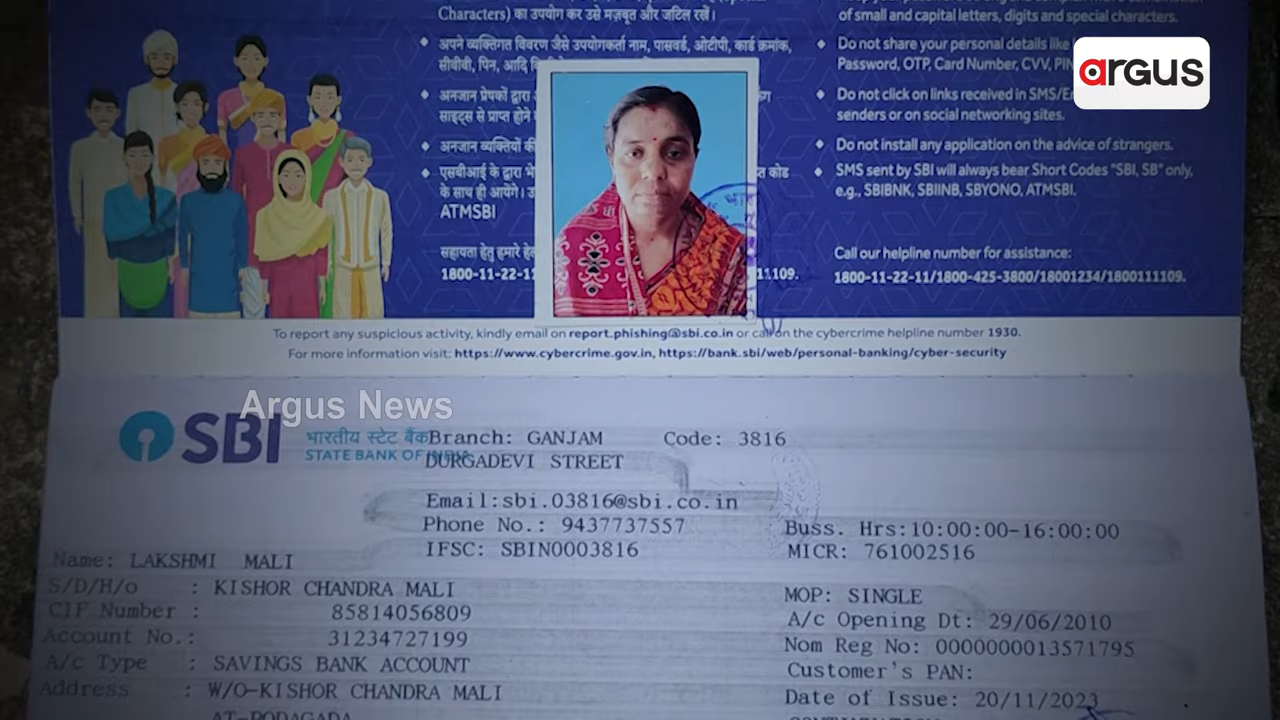 Characters) का उपयोग कर उसे मज़बूत और जटिल रखें।
अपने व्यक्तिगत विवरण जैसे उपयोगकर्ता नाम, पासवर्ड, ओटीपी, कार्ड क्रमांक,
सीवीवी, पिन, आदि
अनजान प्रेषकों द्वारा
साइट्स से प्राप्त होने
अनजान व्यक्तियों की
एसबीआई के द्वारा
के साथ ही आयेंगे।
ATMSBI
सहायता हेतु हमारे
1800-11-22-11
11109.
of small and capital letters, digits and special characters.
Do not share your personal details like
Password, OTP, Card Number, CVV, PIN
Do not click on links received in SMS/
senders or on social networking sites.
Do not install any application on the advice of strangers.
SMS sent by SBI will always bear Short Codes "SBI, SB" only,
e.g., SBIBNK, SBIINB, SBYONO, ATMSBI.
Call our helpline number for assistance:
1800-11-22-11/1800-425-3800/18001234/1800111109.
argus
To report any suspicious activity, kindly email on report.phishing@sbi.co.in or call on the cybercrime helpline number 1930.
For more information visit: https://www.cybercrime.gov.in, https://bank.sbi/web/personal-banking/cyber-security
Argus News
SBI
भारतीय स्टेट बैंक
STATE BANK OF INDIA
Branch: GANJAM Code: 3816
DURGADEVI STREET
Email:sbi.03816@sbi.co.in
Phone No.: 9437737557 Buss. Hrs:10:00:00-16:00:00
IFSC: SBIN0003816 MICR: 761002516
Name: LAKSHMI MALI
S/D/H/o : KISHOR CHANDRA MALI MOP: SINGLE
CIF Number : 85814056809 A/c Opening Dt: 29/06/2010
Account No.: 31234727199 Nom Reg No: 0000000013571795
A/c Type : SAVINGS BANK ACCOUNT Customer's PAN:
Address : W/O-KISHOR CHANDRA MALI Date of Issue: 20/11/2023
AT-PODAGADA